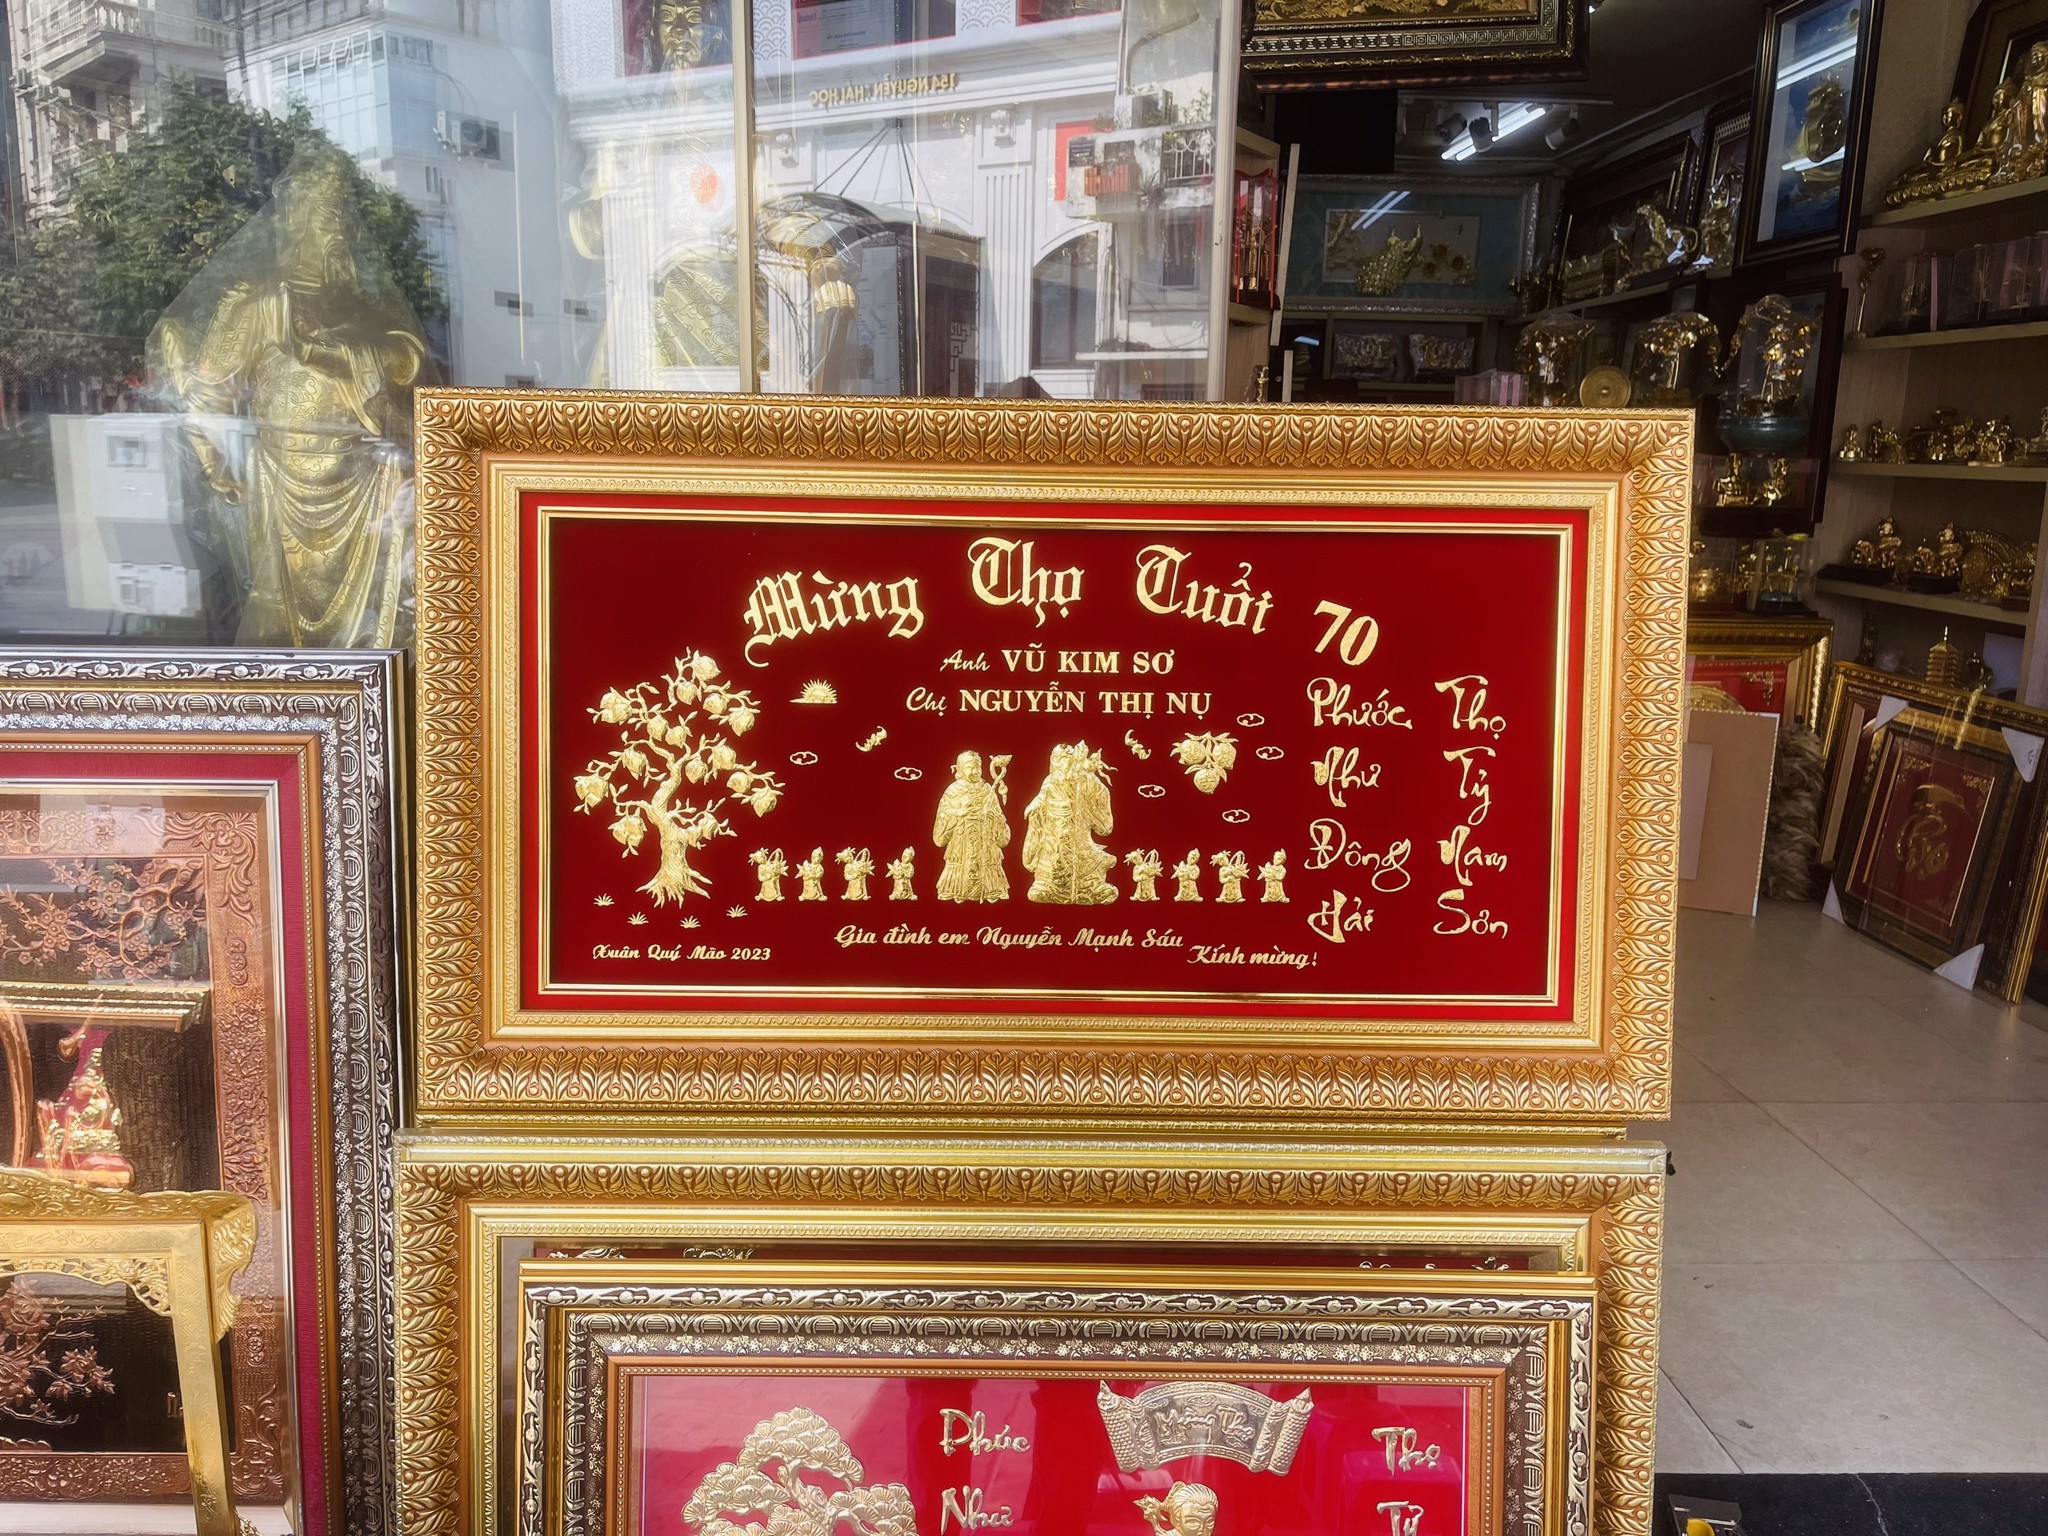 154 NGUYỄN THÁI HỌC
Mừng Thọ Tuổi 70
Anh VŨ KIM SƠ
Chị NGUYỄN THỊ NỤ
Phước
Như
Đông
Hải
Thọ
Tỷ
Nam
Sơn
Gia đình em Nguyễn Mạnh Sáu
Kính mừng!
Xuân Quý Mão 2023
Phúc
Như
Mừng Thọ
Thọ
Tỷ